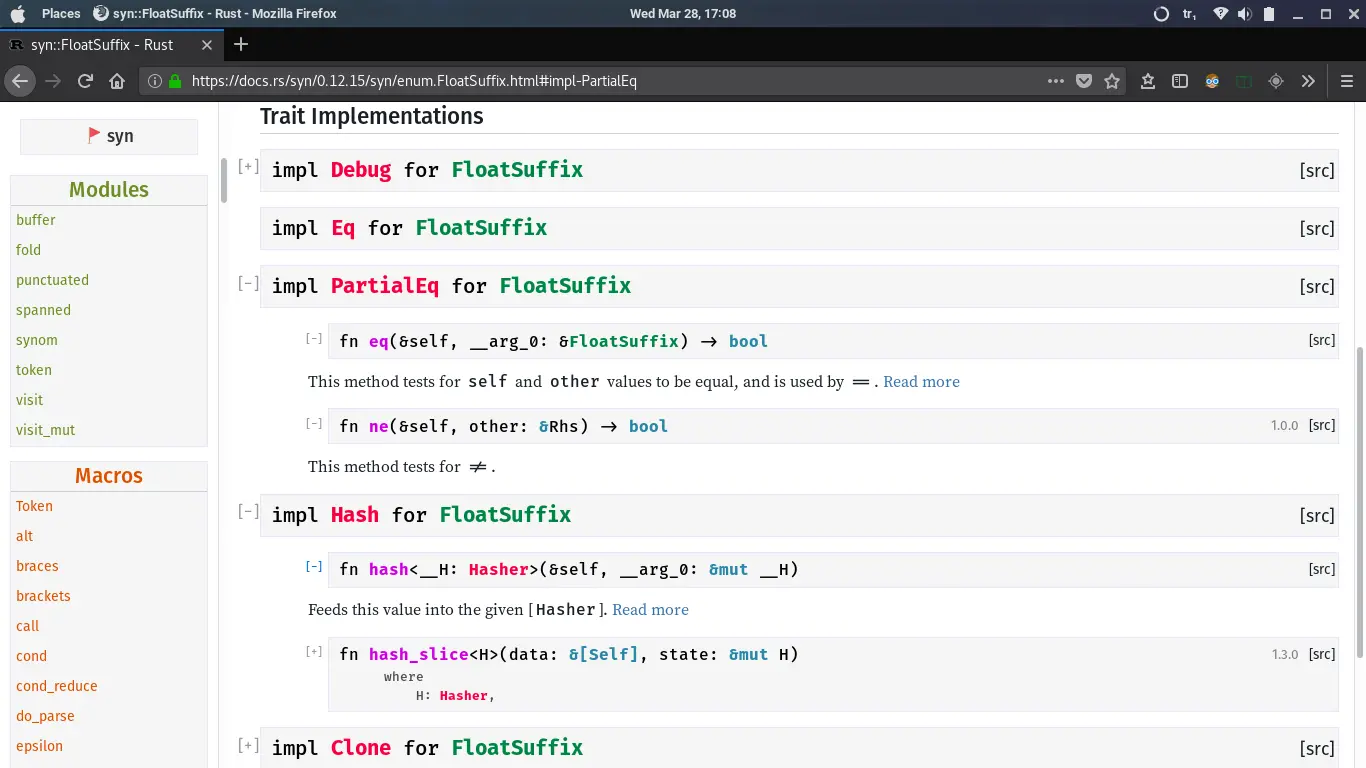 Places syn::FloatSuffix - Rust - Mozilla Firefox Wed Mar 28, 17:08 tr₁
syn::FloatSuffix - Rust
https://docs.rs/syn/0.12.15/syn/enum.FloatSuffix.html#impl-PartialEq
syn
Modules
buffer
fold
punctuated
spanned
synom
token
visit
visit_mut
Macros
Token
alt
braces
brackets
call
cond
cond_reduce
do_parse
epsilon
Trait Implementations
[+] impl Debug for FloatSuffix [src]
impl Eq for FloatSuffix [src]
[−] impl PartialEq for FloatSuffix [src]
[−] fn eq(&self, __arg_0: &FloatSuffix) -> bool [src]
This method tests for self and other values to be equal, and is used by ==. Read more
[−] fn ne(&self, other: &Rhs) -> bool 1.0.0 [src]
This method tests for !=.
[−] impl Hash for FloatSuffix [src]
[−] fn hash<__H: Hasher>(&self, __arg_0: &mut __H) [src]
Feeds this value into the given [Hasher]. Read more
[+] fn hash_slice<H>(data: &[Self], state: &mut H) 1.3.0 [src]
where
H: Hasher,
[+] impl Clone for FloatSuffix [src]